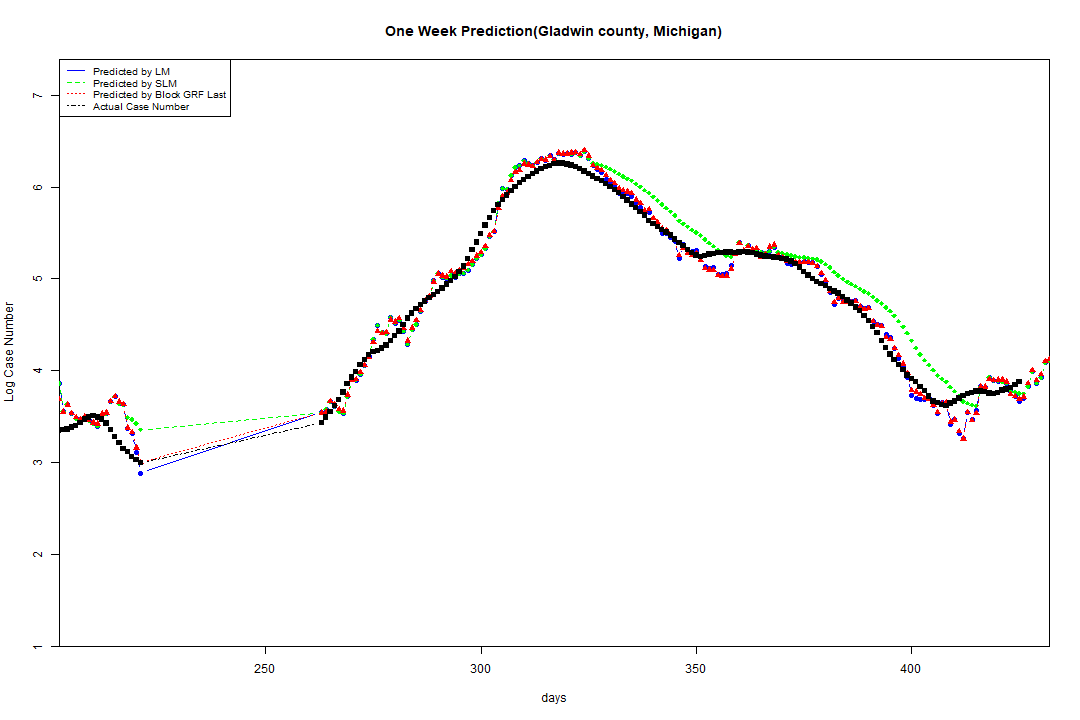 One Week Prediction(Gladwin county, Michigan)
Predicted by LM
Predicted by SLM
Predicted by Block GRF Last
Actual Case Number
7
6
5
4
3
2
1
Log Case Number
250
300
350
400
days